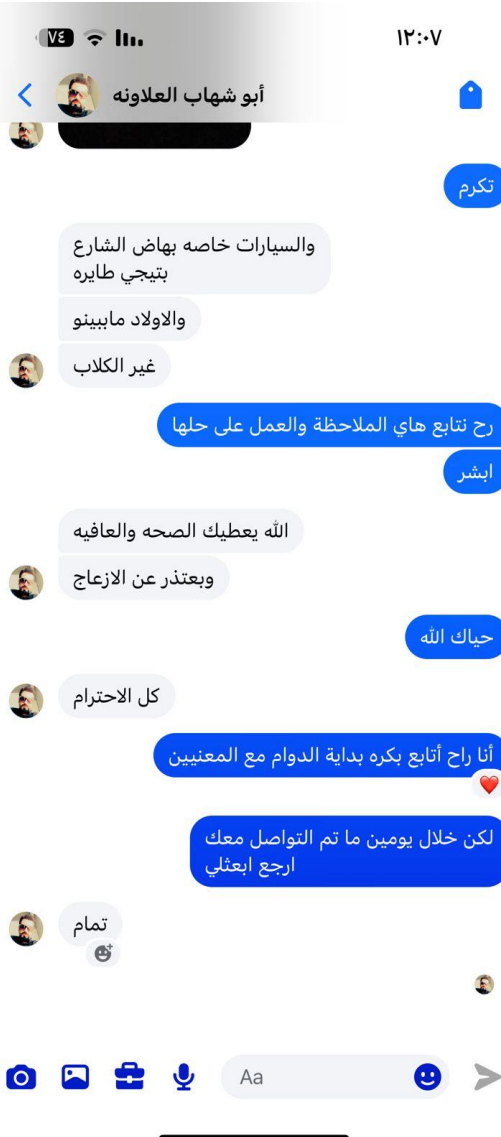 ٧٤
١٢:٠٧
أبو شهاب العلاونه
تكرم
والسيارات خاصه بهاض الشارع
بتيجي طايره
والاولاد مابينو
غير الكلاب
رح نتابع هاي الملاحظة والعمل على حلها
ابشر
الله يعطيك الصحه والعافيه
وبعتذر عن الازعاج
حياك الله
كل الاحترام
أنا راح أتابع بكره بداية الدوام مع المعنيين
لكن خلال يومين ما تم التواصل معك
ارجع ابعثلي
تمام
Aa